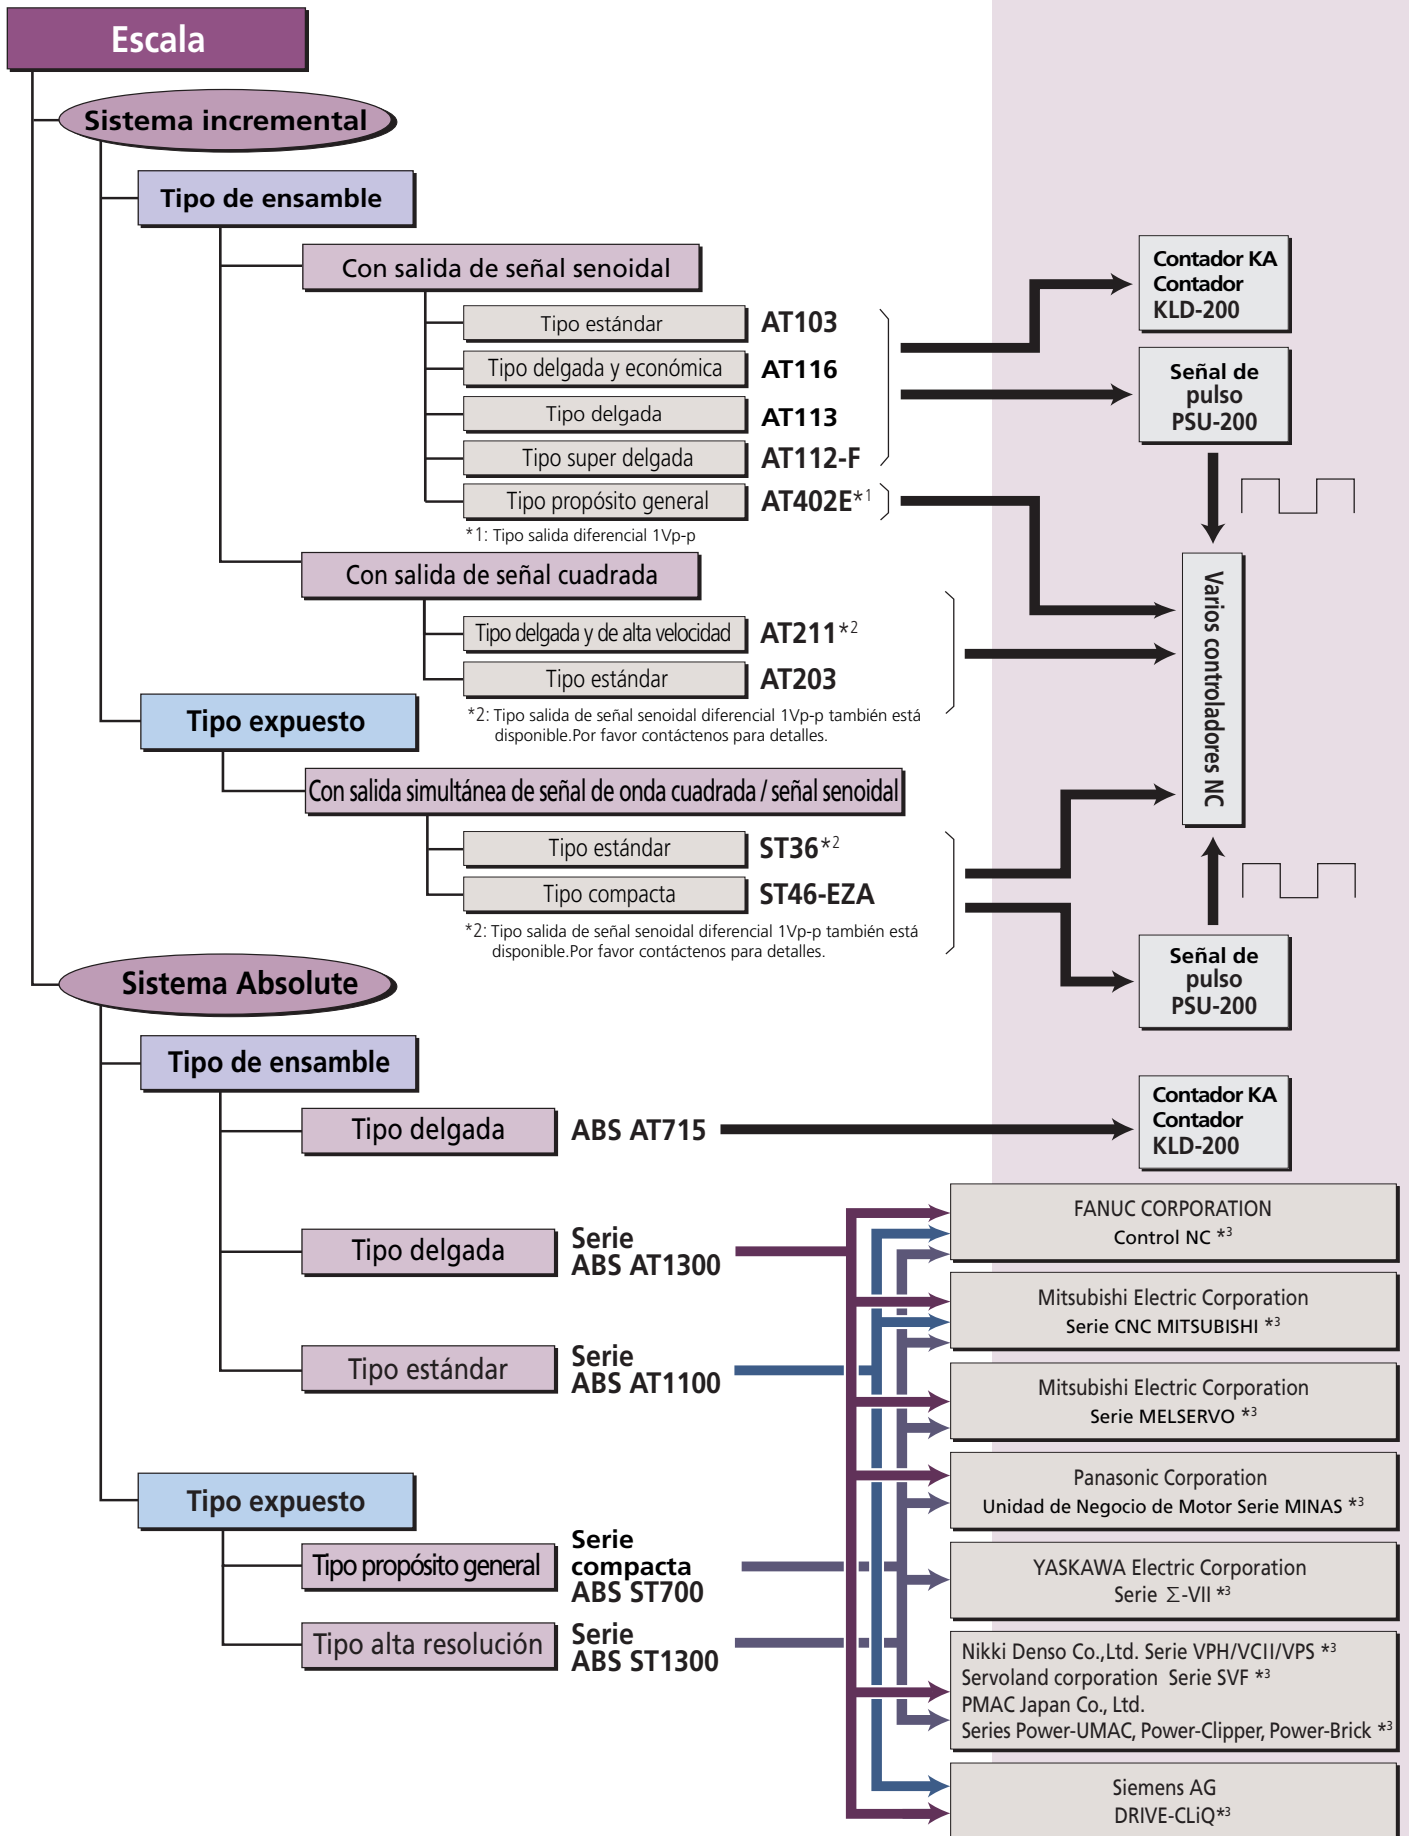 Escala
Sistema incremental
Tipo de ensamble
Con salida de señal senoidal
Tipo estándar
AT103
Tipo delgada y económica
AT116
Tipo delgada
AT113
Tipo super delgada
AT112-F
Tipo propósito general
AT402E*1
*1: Tipo salida diferencial 1Vp-p
Contador KA
Contador
KLD-200
Señal de
pulso
PSU-200
Con salida de señal cuadrada
Tipo delgada y de alta velocidad
AT211*2
Tipo estándar
AT203
*2: Tipo salida de señal senoidal diferencial 1Vp-p también está
disponible.Por favor contáctenos para detalles.
Varios controladores NC
Tipo expuesto
Con salida simultánea de señal de onda cuadrada / señal senoidal
Tipo estándar
ST36*2
Tipo compacta
ST46-EZA
*2: Tipo salida de señal senoidal diferencial 1Vp-p también está
disponible.Por favor contáctenos para detalles.
Señal de
pulso
PSU-200
Sistema Absolute
Tipo de ensamble
Tipo delgada
ABS AT715
Contador KA
Contador
KLD-200
Tipo delgada
Serie
ABS AT1300
Tipo estándar
Serie
ABS AT1100
Tipo expuesto
Tipo propósito general
Serie
compacta
ABS ST700
Tipo alta resolución
Serie
ABS ST1300
FANUC CORPORATION
Control NC *3
Mitsubishi Electric Corporation
Serie CNC MITSUBISHI *3
Mitsubishi Electric Corporation
Serie MELSERVO *3
Panasonic Corporation
Unidad de Negocio de Motor Serie MINAS *3
YASKAWA Electric Corporation
Serie Σ-VII *3
Nikki Denso Co.,Ltd. Serie VPH/VCII/VPS *3
Servoland corporation Serie SVF *3
PMAC Japan Co., Ltd.
Series Power-UMAC, Power-Clipper, Power-Brick *3
Siemens AG
DRIVE-CLiQ*3